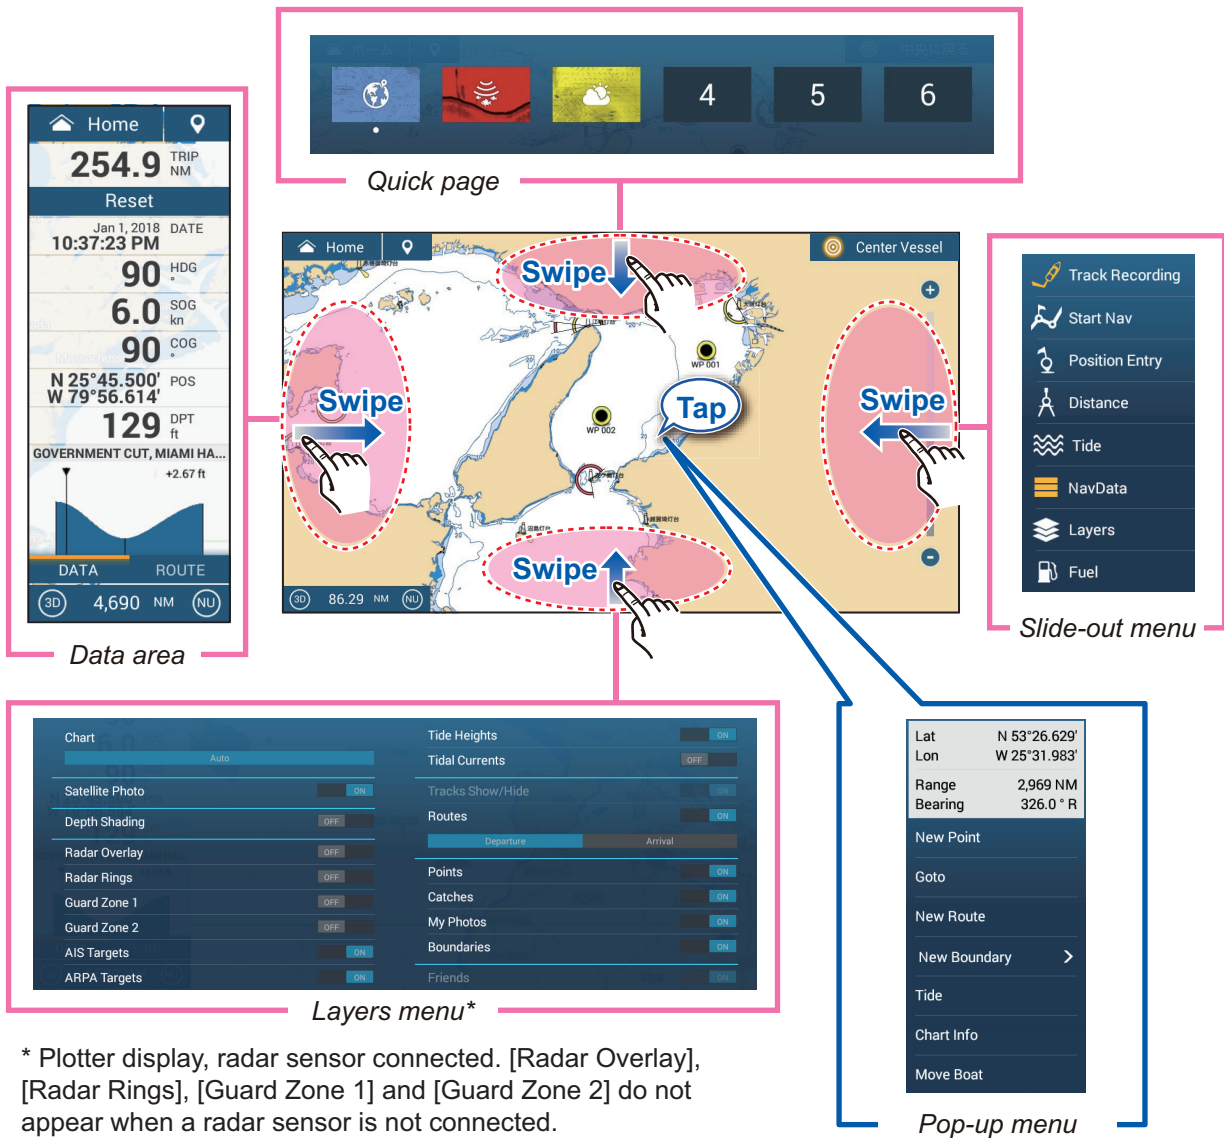 ホーム
中央に戻る
4
5
6
Quick page
Home
254.9 TRIP NM
Reset
Jan 1, 2018 DATE
10:37:23 PM
90 HDG °
6.0 SOG kn
90 COG °
N 25°45.500' POS
W 79°56.614'
129 DPT ft
GOVERNMENT CUT, MIAMI HA...
+2.67 ft
DATA ROUTE
3D 4,690 NM NU
Data area
Home
Center Vessel
Swipe
Swipe
Swipe
Swipe
Tap
WP 001
WP 002
3D 86.29 NM NU
Track Recording
Start Nav
Position Entry
Distance
Tide
NavData
Layers
Fuel
Slide-out menu
Chart
Auto
Satellite Photo ON
Depth Shading OFF
Radar Overlay OFF
Radar Rings OFF
Guard Zone 1 OFF
Guard Zone 2 OFF
AIS Targets ON
ARPA Targets ON
Tide Heights ON
Tidal Currents OFF
Tracks Show/Hide ON
Routes ON
Departure Arrival
Points ON
Catches ON
My Photos ON
Boundaries ON
Friends ON
Layers menu*
Lat N 53°26.629'
Lon W 25°31.983'
Range 2,969 NM
Bearing 326.0 ° R
New Point
Goto
New Route
New Boundary >
Tide
Chart Info
Move Boat
Pop-up menu
* Plotter display, radar sensor connected. [Radar Overlay],
[Radar Rings], [Guard Zone 1] and [Guard Zone 2] do not
appear when a radar sensor is not connected.